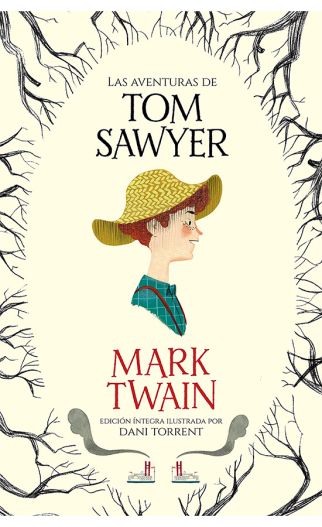 LAS AVENTURAS DE
TOM
SAWYER
MARK
TWAIN
EDICIÓN ÍNTEGRA ILUSTRADA POR
DANI TORRENT